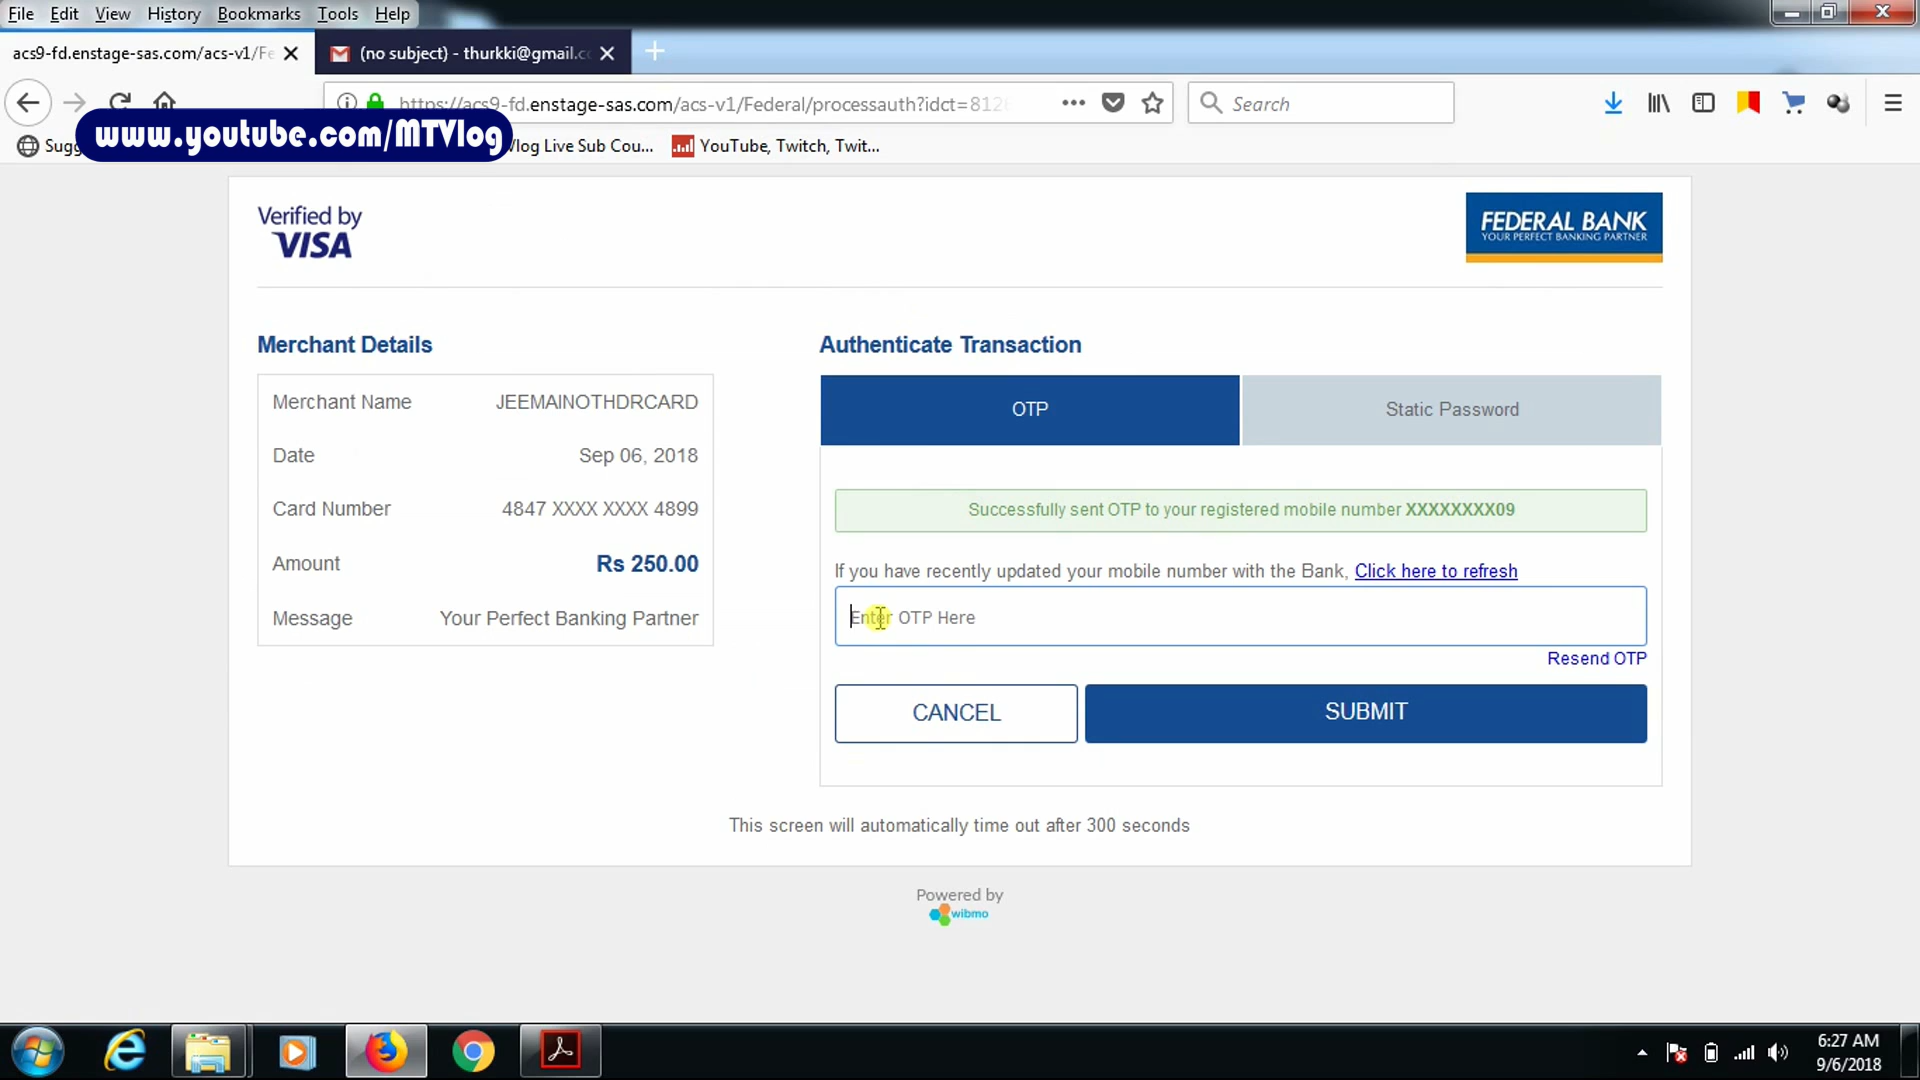 File Edit View History Bookmarks Tools Help
acs9-fd.enstage-sas.com/acs-v1/Fe
(no subject) - thurkki@gmail.c
https://acs9-fd.enstage-sas.com/acs-v1/Federal/processauth?idct=8128
Search
www.youtube.com/MTVlog
Sugg
Vlog Live Sub Cou...
YouTube, Twitch, Twit...
Verified by
VISA
FEDERAL BANK
YOUR PERFECT BANKING PARTNER
Merchant Details
Authenticate Transaction
Merchant Name JEEMAINOTHDRCARD
Date Sep 06, 2018
Card Number 4847 XXXX XXXX 4899
Amount Rs 250.00
Message Your Perfect Banking Partner
OTP
Static Password
Successfully sent OTP to your registered mobile number XXXXXXXX09
If you have recently updated your mobile number with the Bank, Click here to refresh
Enter OTP Here
Resend OTP
CANCEL
SUBMIT
This screen will automatically time out after 300 seconds
Powered by
wibmo
6:27 AM
9/6/2018